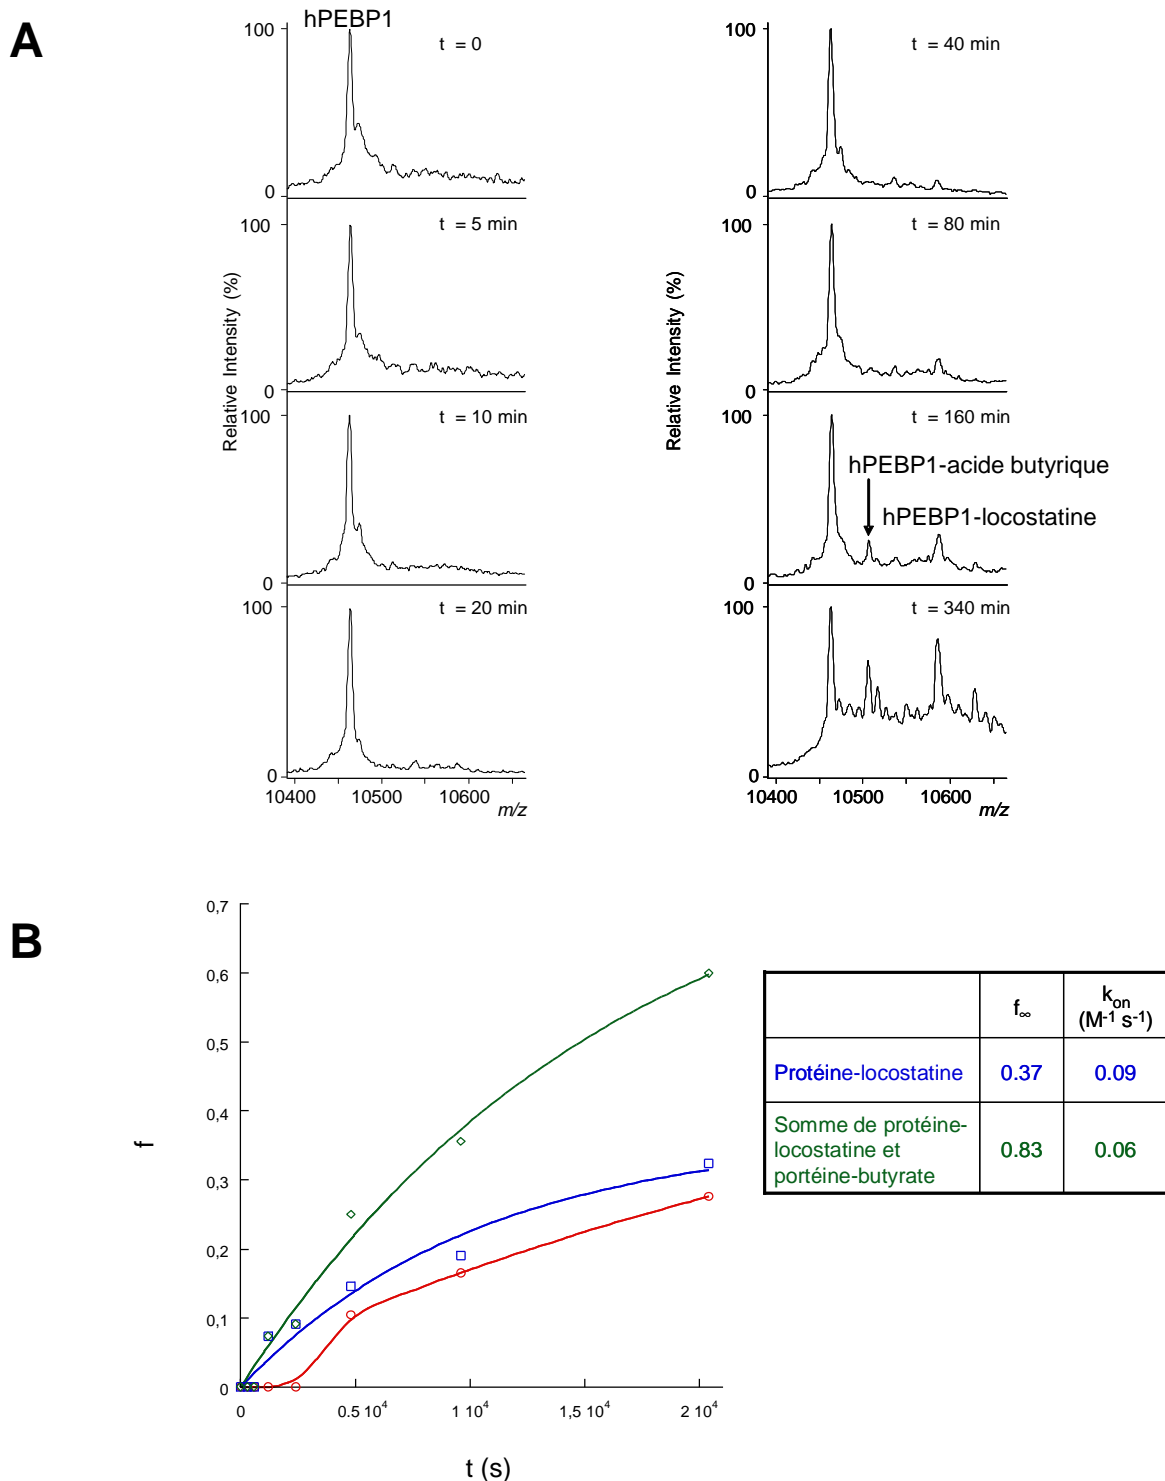 A
hPEBP1
100
t = 0
0
100
t = 5 min
0
100
t = 10 min
0
100
t = 20 min
0
10400 10500 10600
m/z
Relative Intensity (%)
100
t = 40 min
0
100
t = 80 min
0
100
t = 160 min
hPEBP1-acide butyrique
hPEBP1-locostatine
0
100
t = 340 min
0
10400 10500 10600
m/z
Relative Intensity (%)
B
0,7
0,6
0,5
0,4
0,3
0,2
0,1
0
f
0 0.5 10⁴ 1 10⁴ 1,5 10⁴ 2 10⁴
t (s)
f∞ kon
(M-1 s-1)
Protéine-locostatine 0.37 0.09
Somme de protéine-
locostatine et 0.83 0.06
portéine-butyrate